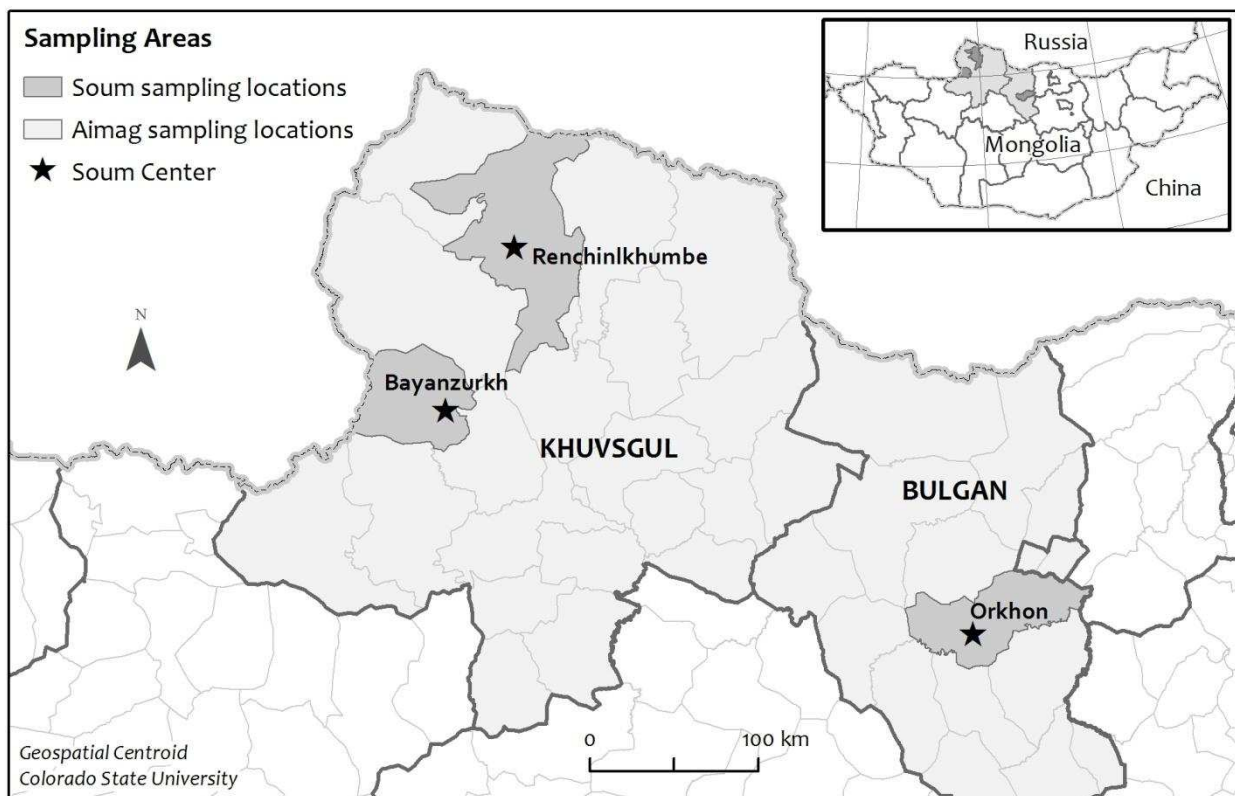 Sampling Areas
Soum sampling locations
Aimag sampling locations
Soum Center
Russia
Mongolia
China
Renchinlkhumbe
N
Bayanzurkh
KHUVSGUL
BULGAN
Orkhon
0 100 km
Geospatial Centroid
Colorado State University